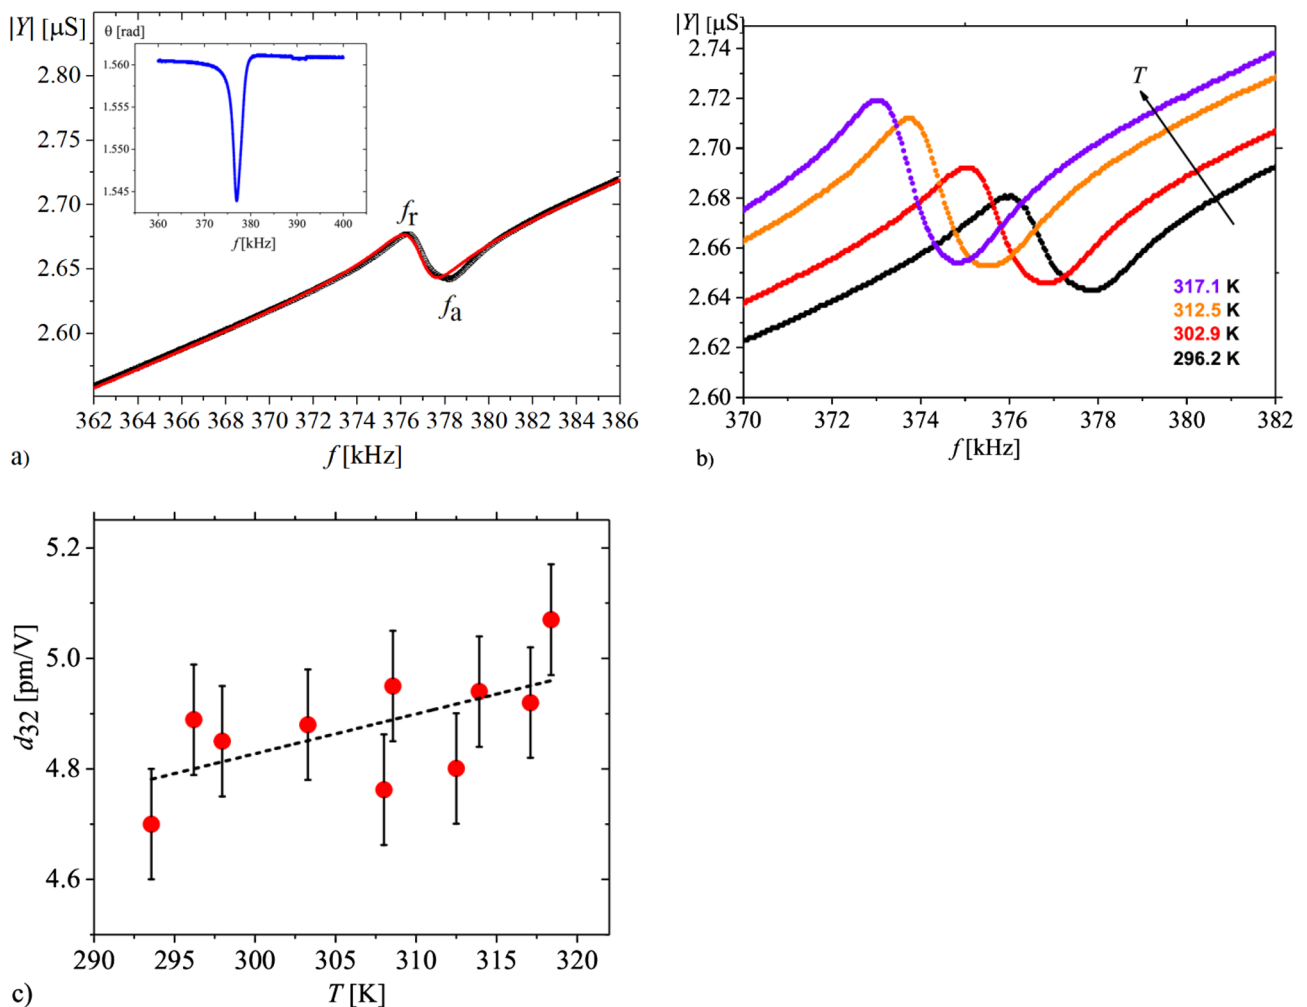 a)
|Y| [μS]
2.80
2.75
2.70
2.65
2.60
362 364 366 368 370 372 374 376 378 380 382 384 386
f [kHz]
θ [rad]
1.560
1.555
1.550
1.545
360 370 380 390 400
f [kHz]
fr
fa
|Y| [μS]
2.74
2.72
2.70
2.68
2.66
2.64
2.62
2.60
370 372 374 376 378 380 382
f [kHz]
b)
T
317.1 K
312.5 K
302.9 K
296.2 K
d32 [pm/V]
5.2
5.0
4.8
4.6
290 295 300 305 310 315 320
T [K]
c)